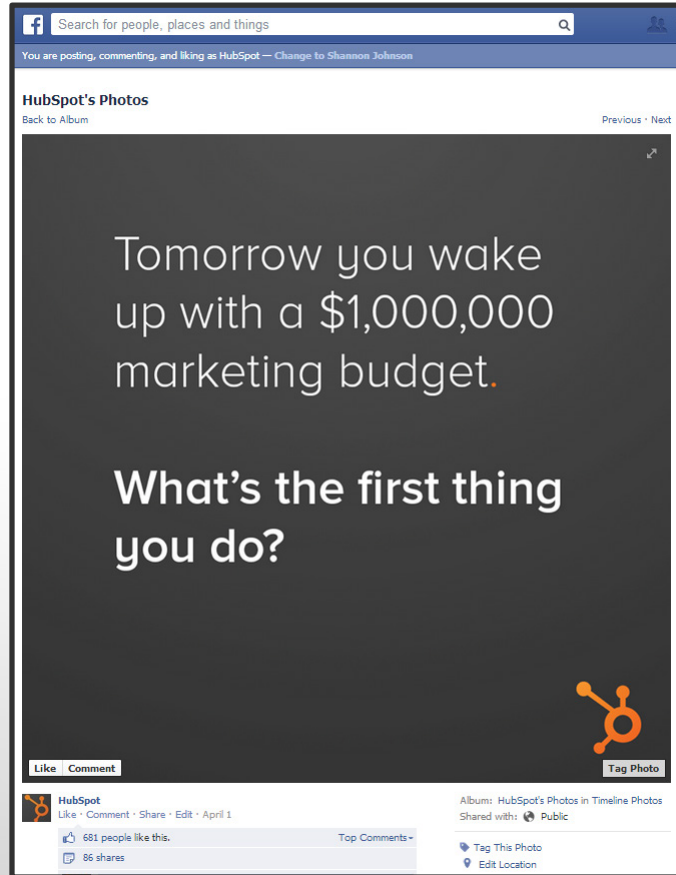 Search for people, places and things
You are posting, commenting, and liking as HubSpot — Change to Shannon Johnson
HubSpot's Photos
Back to Album
Previous · Next
Tomorrow you wake
up with a $1,000,000
marketing budget.
What's the first thing
you do?
Like Comment
Tag Photo
HubSpot
Like · Comment · Share · Edit · April 1
681 people like this.
Top Comments
86 shares
Album: HubSpot's Photos in Timeline Photos
Shared with: Public
Tag This Photo
Edit Location